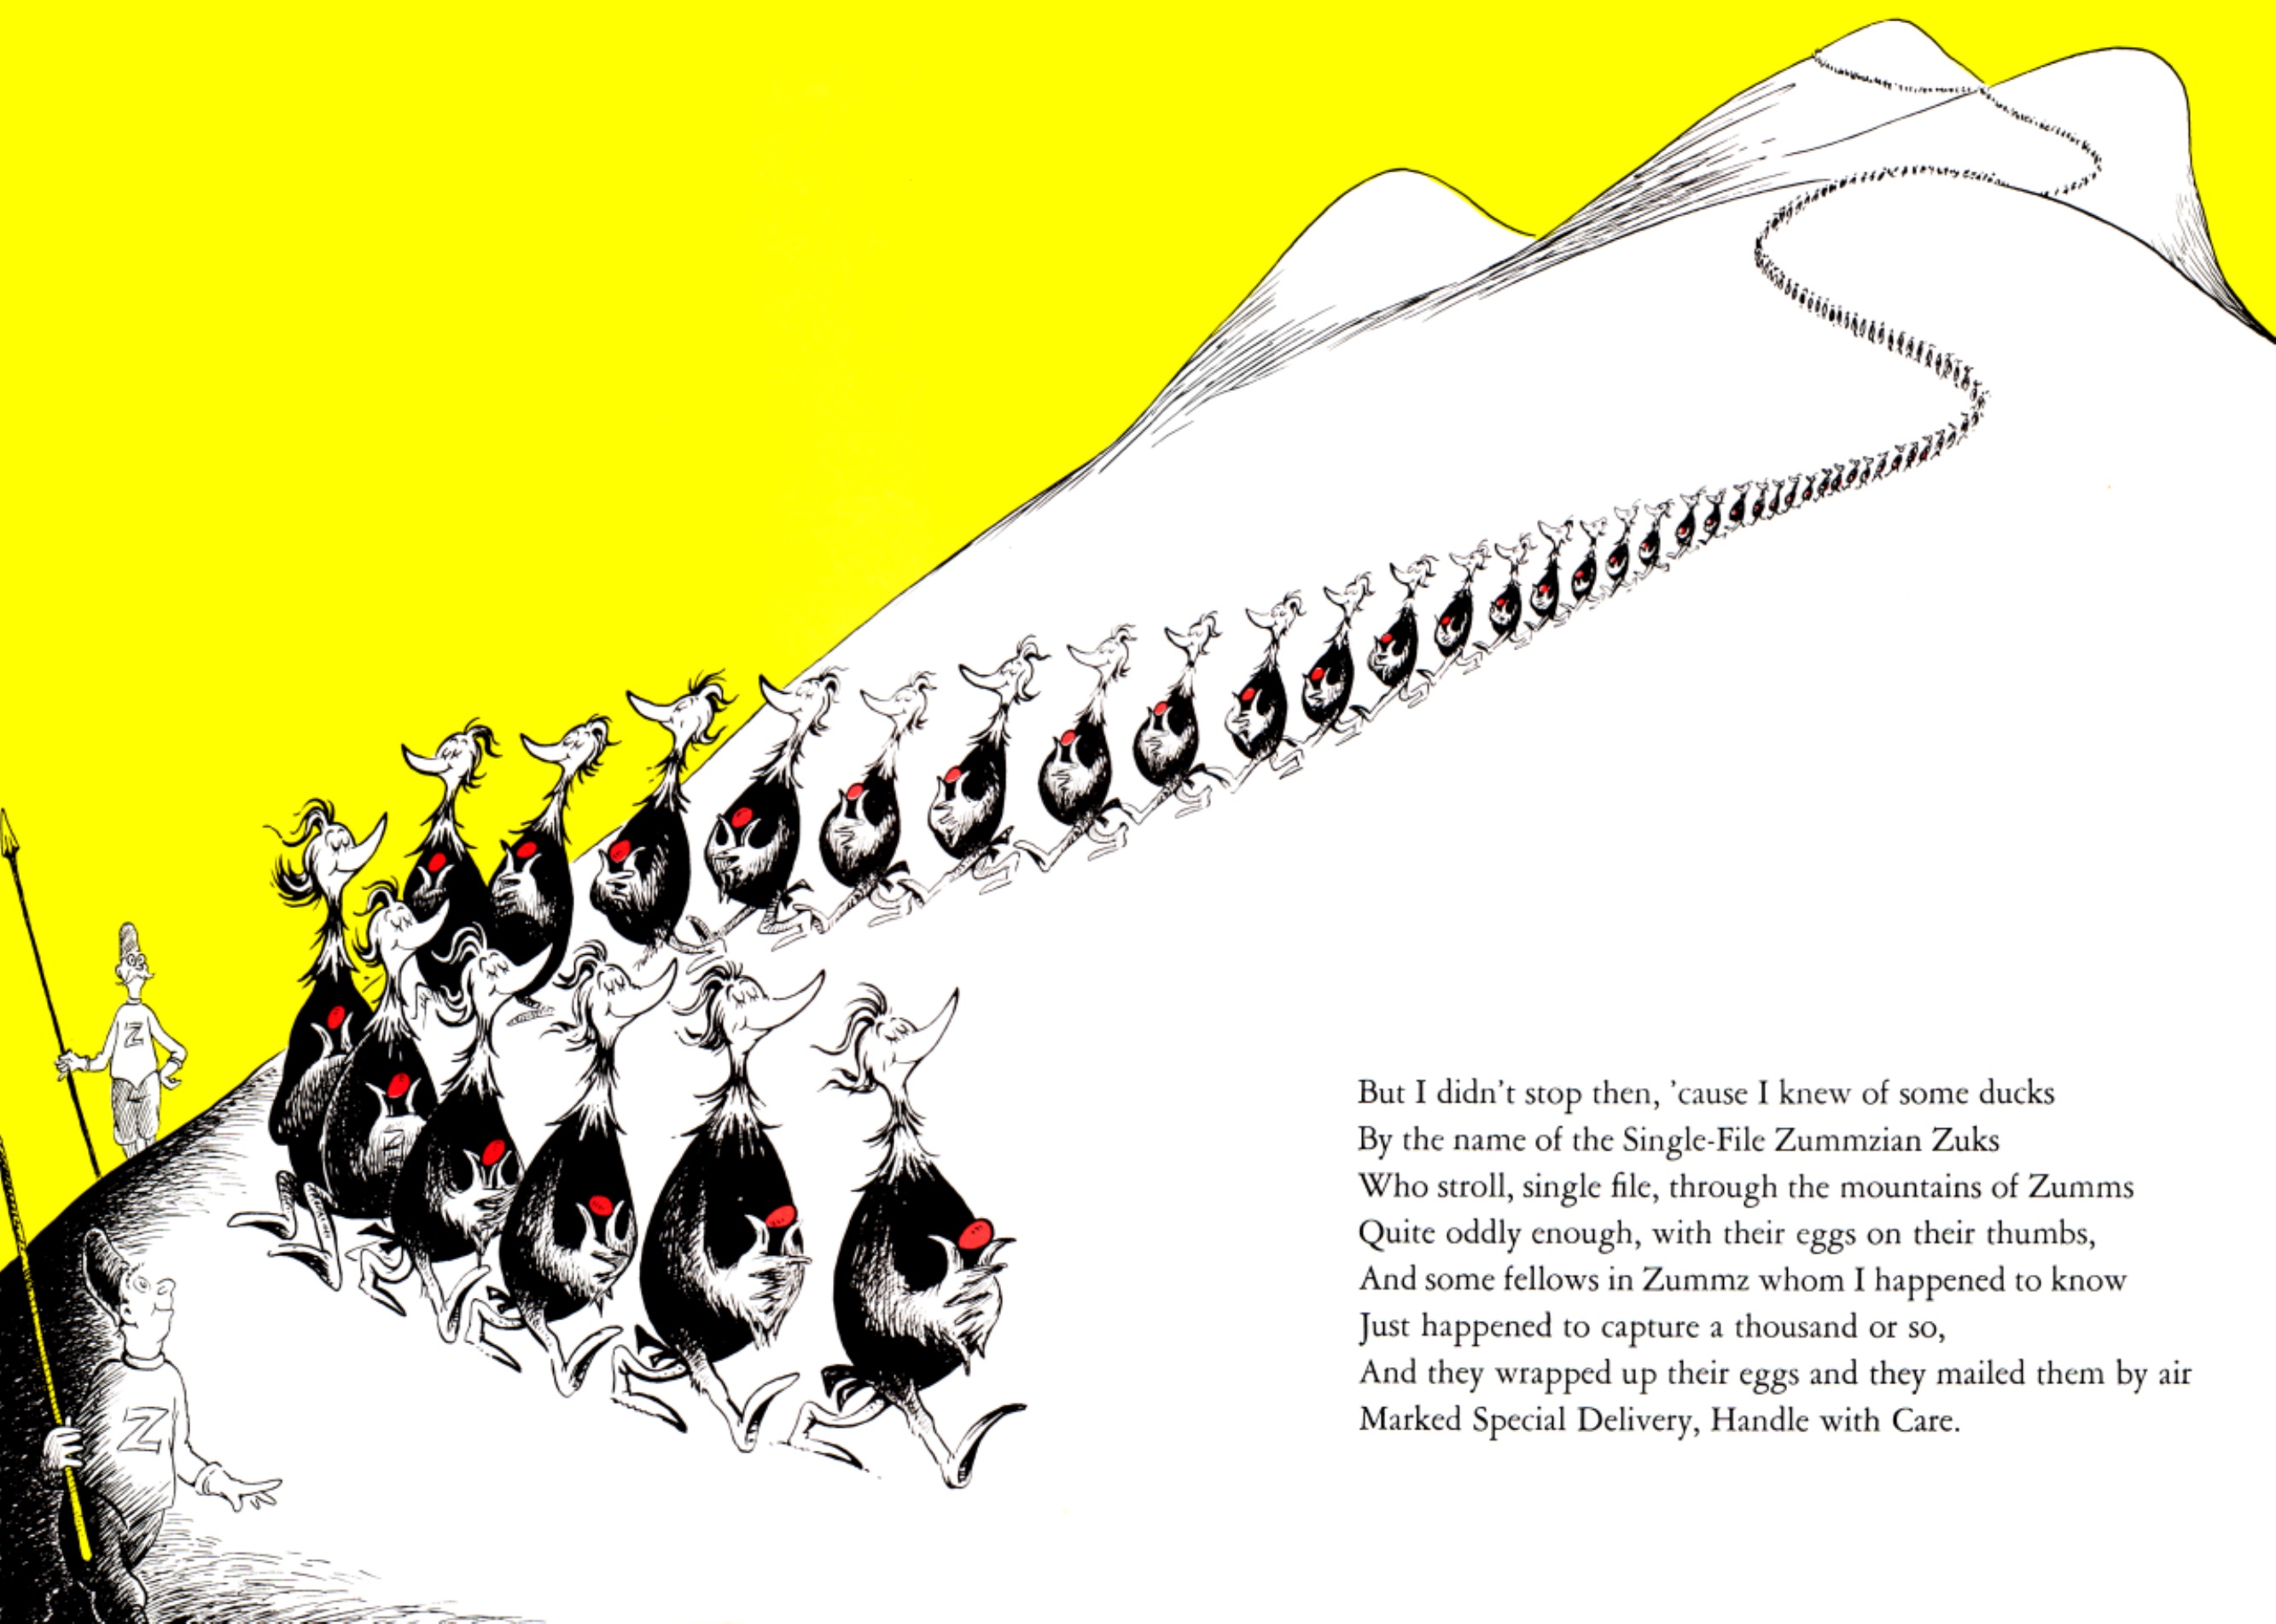 But I didn't stop then, 'cause I knew of some ducks
By the name of the Single-File Zummzian Zuks
Who stroll, single file, through the mountains of Zumms
Quite oddly enough, with their eggs on their thumbs,
And some fellows in Zummz whom I happened to know
Just happened to capture a thousand or so,
And they wrapped up their eggs and they mailed them by air
Marked Special Delivery, Handle with Care.
Z
Z